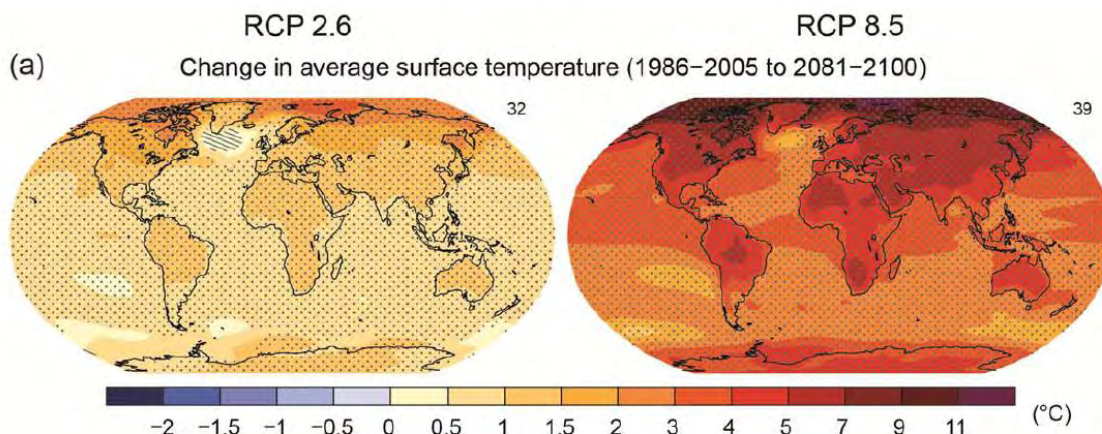 RCP 2.6 RCP 8.5
(a) Change in average surface temperature (1986−2005 to 2081−2100)
32 39
−2 −1.5 −1 −0.5 0 0.5 1 1.5 2 3 4 5 7 9 11 (°C)